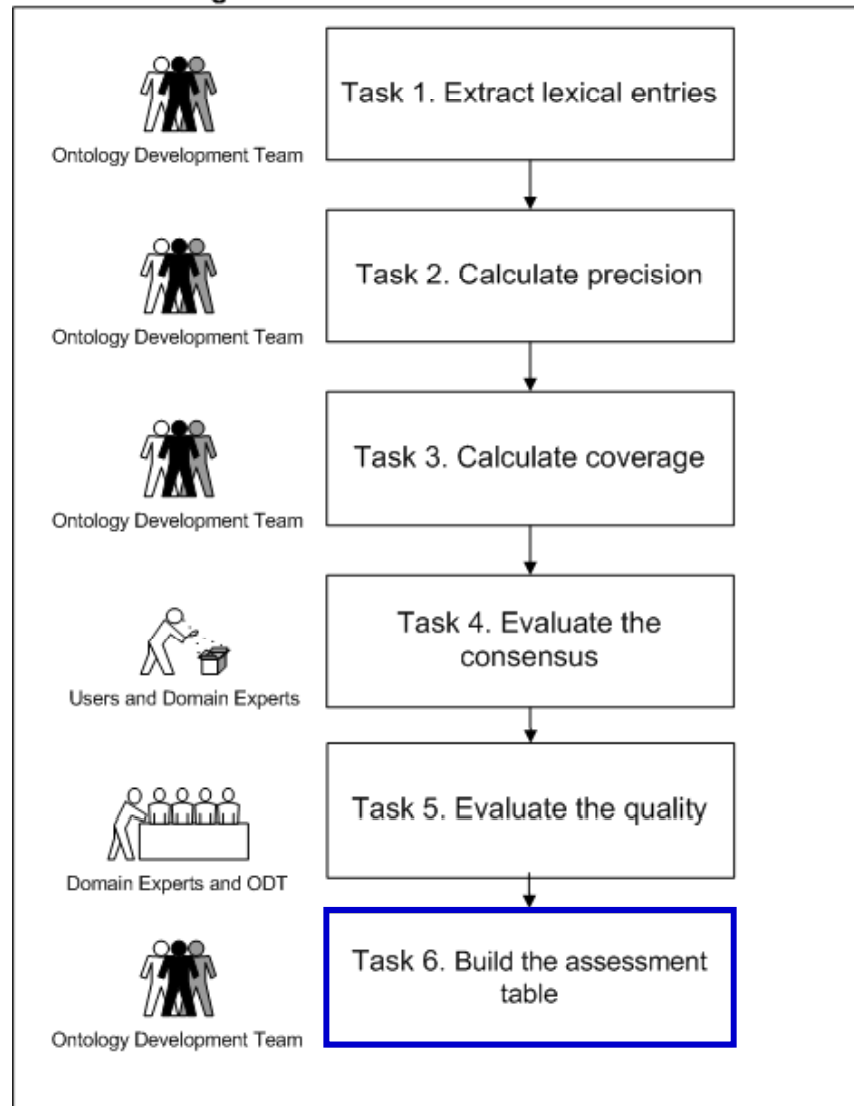 Task 1. Extract lexical entries
Ontology Development Team
Task 2. Calculate precision
Ontology Development Team
Task 3. Calculate coverage
Ontology Development Team
Task 4. Evaluate the
consensus
Users and Domain Experts
Task 5. Evaluate the quality
Domain Experts and ODT
Task 6. Build the assessment
table
Ontology Development Team